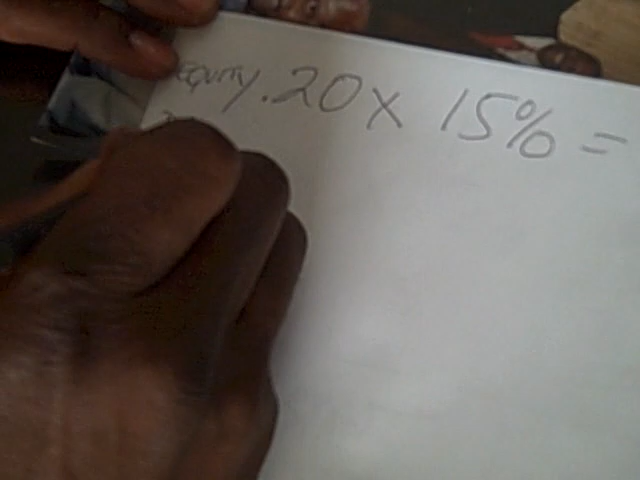 equity .20 x 15% =